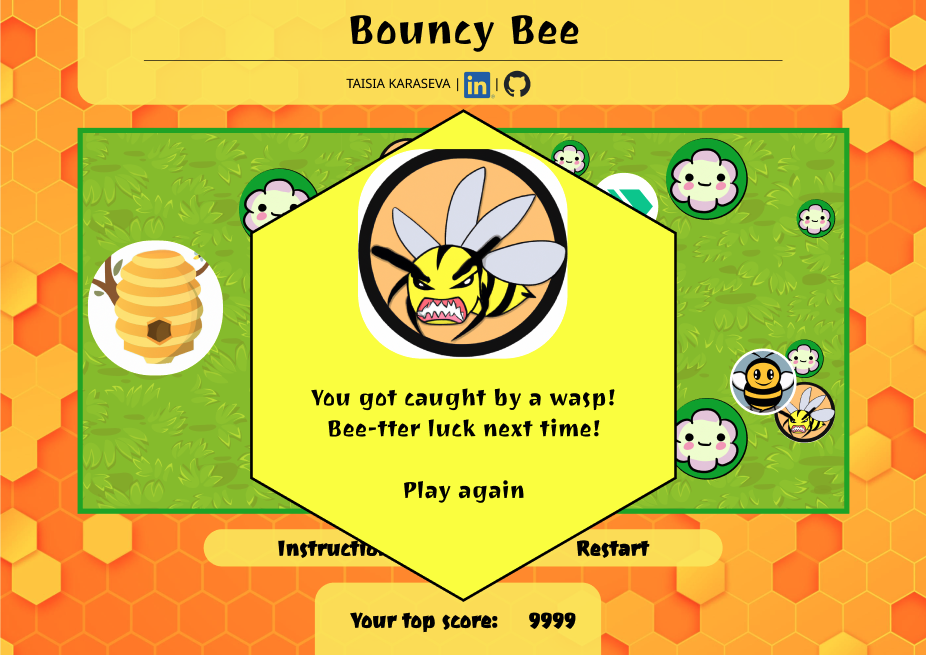 Bouncy Bee
TAISIA KARASEVA | in |
You got caught by a wasp!
Bee-tter luck next time!
Play again
Restart
Your top score: 9999